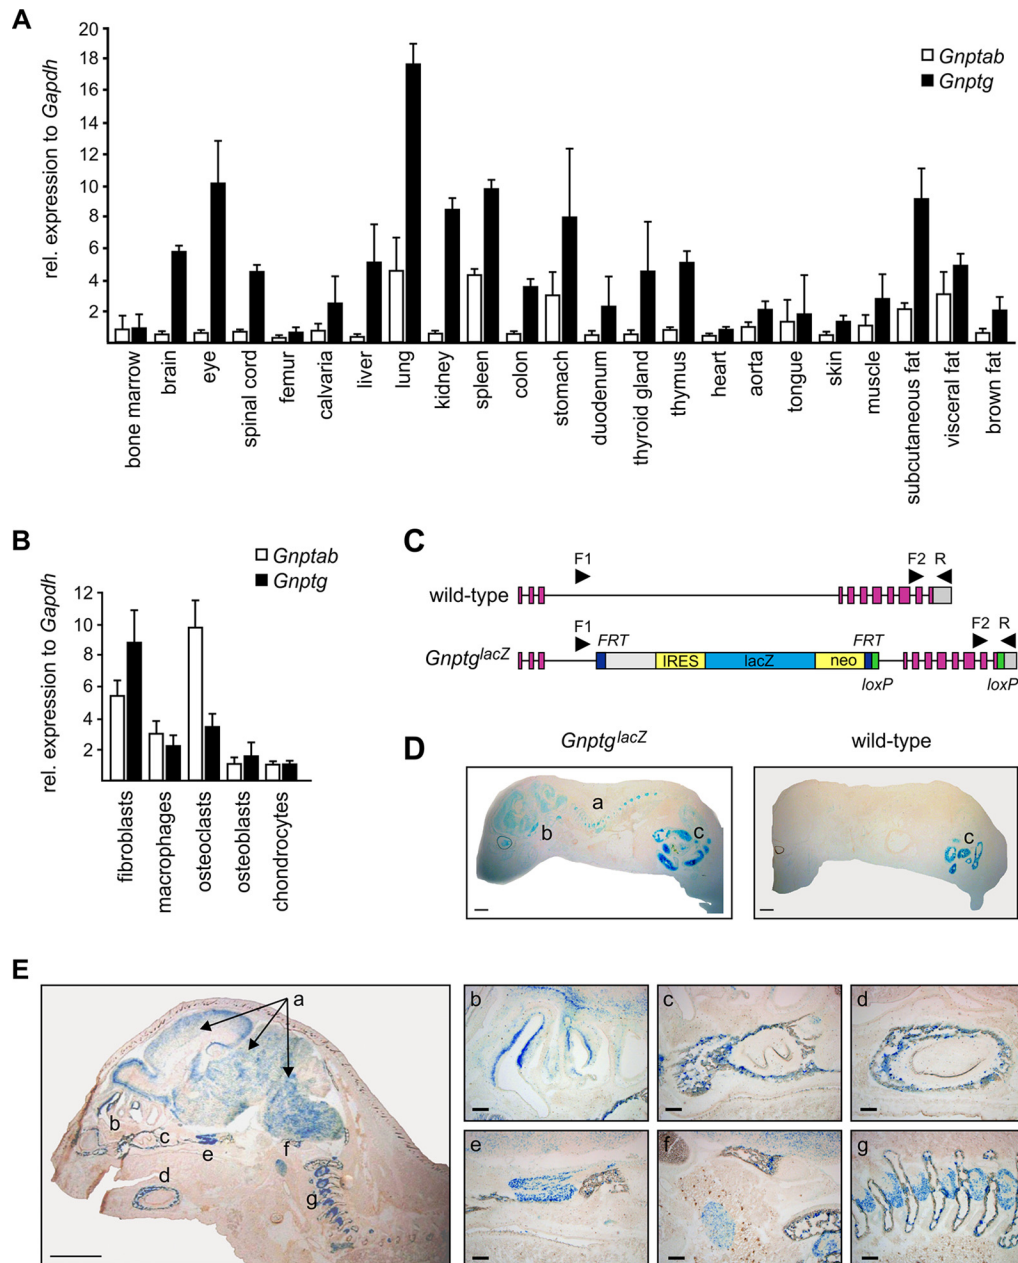 A
20
18
16
14
12
10
8
6
4
2
rel. expression to Gapdh
Gnptab
Gnptg
bone marrow
brain
eye
spinal cord
femur
calvaria
liver
lung
kidney
spleen
colon
stomach
duodenum
thyroid gland
thymus
heart
aorta
tongue
skin
muscle
subcutaneous fat
visceral fat
brown fat
B
Gnptab
Gnptg
12
10
8
6
4
2
rel. expression to Gapdh
fibroblasts
macrophages
osteoclasts
osteoblasts
chondrocytes
C
F1 F2 R
wild-type
F1 F2 R
FRT FRT
Gnptg lacZ
IRES lacZ neo
loxP loxP
D
Gnptg lacZ wild-type
a
b
c
c
E
a
b
c
d
e
f
g
b
c
d
e
f
g